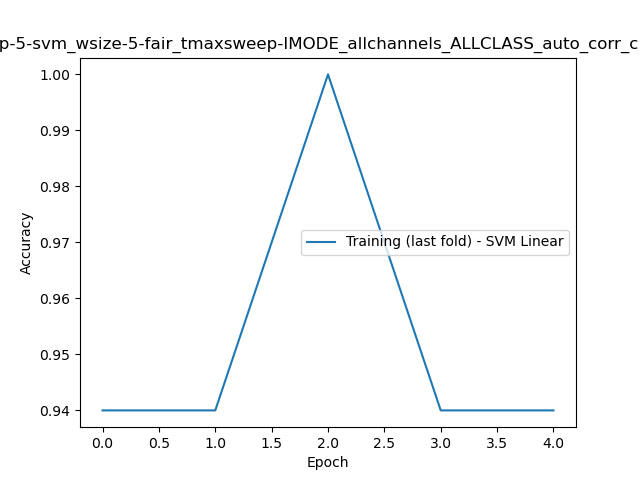 p-5-svm_wsize-5-fair_tmaxsweep-IMODE_allchannels_ALLCLASS_auto_corr_c
1.00
0.99
0.98
0.97
0.96
0.95
0.94
Accuracy
Training (last fold) - SVM Linear
0.0 0.5 1.0 1.5 2.0 2.5 3.0 3.5 4.0
Epoch